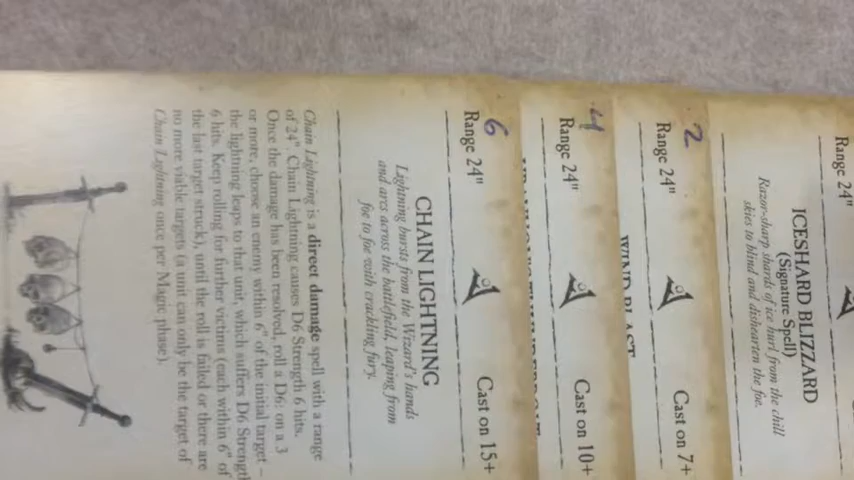 Range 24"
ICESHARD BLIZZARD
(Signature Spell)
Razor-sharp shards of ice hurl from the chill
skies to blind and dishearten the foe.
2
Range 24" Cast on 7+
WIND BLAST
4
Range 24" Cast on 10+
6
Range 24" Cast on 15+
CHAIN LIGHTNING
Lightning bursts from the Wizard's hands
and arcs across the battlefield, leaping from
foe to foe with crackling fury.
Chain Lightning is a direct damage spell with a range
of 24". Chain Lightning causes D6 Strength 6 hits.
Once the damage has been resolved, roll a D6: on a 3
or more, choose an enemy within 6" of the initial target –
the lightning leaps to that unit, which suffers D6 Strength
6 hits. Keep rolling for further victims (each within 6" of
the last target struck), until the roll is failed or there are
no more viable targets (a unit can only be the target of
Chain Lightning once per Magic phase).